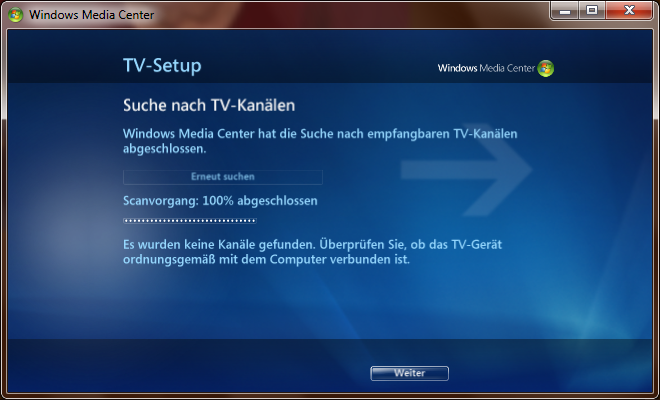 Windows Media Center
TV-Setup
Windows Media Center
Suche nach TV-Kanälen
Windows Media Center hat die Suche nach empfangbaren TV-Kanälen
abgeschlossen.
Erneut suchen
Scanvorgang: 100% abgeschlossen
Es wurden keine Kanäle gefunden. Überprüfen Sie, ob das TV-Gerät
ordnungsgemäß mit dem Computer verbunden ist.
Weiter